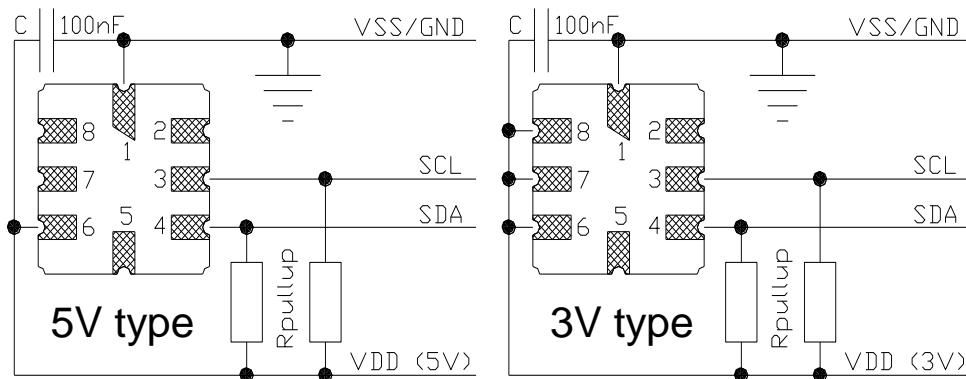 C 100nF VSS/GND
8 2
1
7 3 SCL
5 SDA
6 4
Rpullup
5V type
VDD (5V)
C 100nF VSS/GND
8 2
1
7 3 SCL
5 SDA
6 4
Rpullup
3V type
VDD (3V)